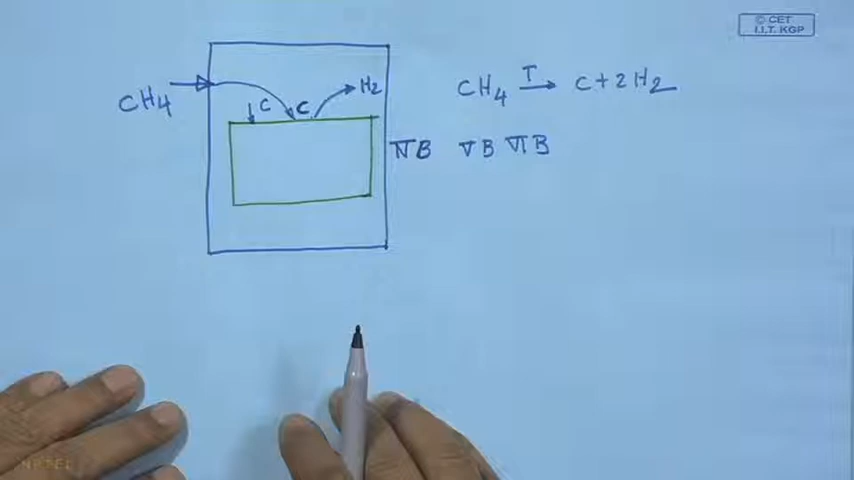 © CET
I.I.T. KGP
CH₄ C C H₂
CH₄ —T→ C + 2H₂
IVB VB VIB
NPTEL